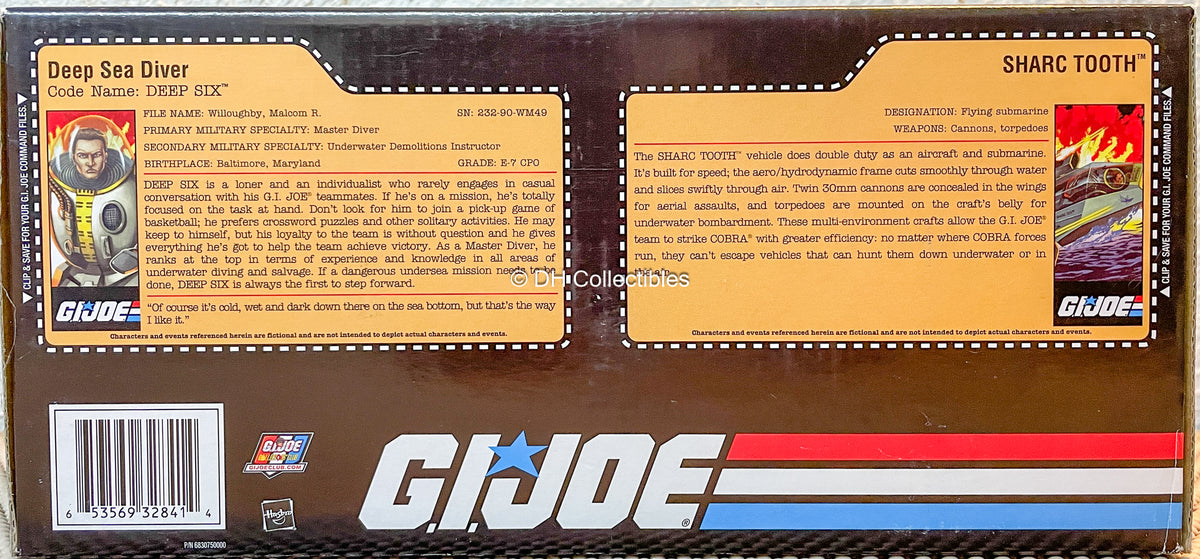 Deep Sea Diver
Code Name: DEEP SIX™
FILE NAME: Willoughby, Malcom R. SN: 232-90-WM49
PRIMARY MILITARY SPECIALTY: Master Diver
SECONDARY MILITARY SPECIALTY: Underwater Demolitions Instructor
BIRTHPLACE: Baltimore, Maryland GRADE: E-7 CPO
DEEP SIX is a loner and an individualist who rarely engages in casual
conversation with his G.I. JOE® teammates. If he's on a mission, he's totally
focused on the task at hand. Don't look for him to join a pick-up game of
basketball; he prefers crossword puzzles and other solitary activities. He may
keep to himself, but his loyalty to the team is without question and he gives
everything he's got to help the team achieve victory. As a Master Diver, he
ranks at the top in terms of experience and knowledge in all areas of
underwater diving and salvage. If a dangerous undersea mission needs to be
done, DEEP SIX is always the first to step forward.
"Of course it's cold, wet and dark down there on the sea bottom, but that's the way
I like it."
Characters and events referenced herein are fictional and are not intended to depict actual characters and events.
G.I.JOE
CLIP & SAVE FOR YOUR G.I. JOE COMMAND FILES.
SHARC TOOTH™
DESIGNATION: Flying submarine
WEAPONS: Cannons, torpedoes
The SHARC TOOTH™ vehicle does double duty as an aircraft and submarine.
It's built for speed; the aero/hydrodynamic frame cuts smoothly through water
and slices swiftly through air. Twin 30mm cannons are concealed in the wings
for aerial assaults, and torpedoes are mounted on the craft's belly for
underwater bombardment. These multi-environment crafts allow the G.I. JOE®
team to strike COBRA® with greater efficiency: no matter where COBRA forces
run, they can't escape vehicles that can hunt them down underwater or in
Characters and events referenced herein are fictional and are not intended to depict actual characters and events.
G.I.JOE
CLIP & SAVE FOR YOUR G.I. JOE COMMAND FILES.
© DH Collectibles
6 53569 32841 4
P/N 6830750000
G.I.JOE
GIJOECLUB.COM
Hasbro
G.I.JOE®